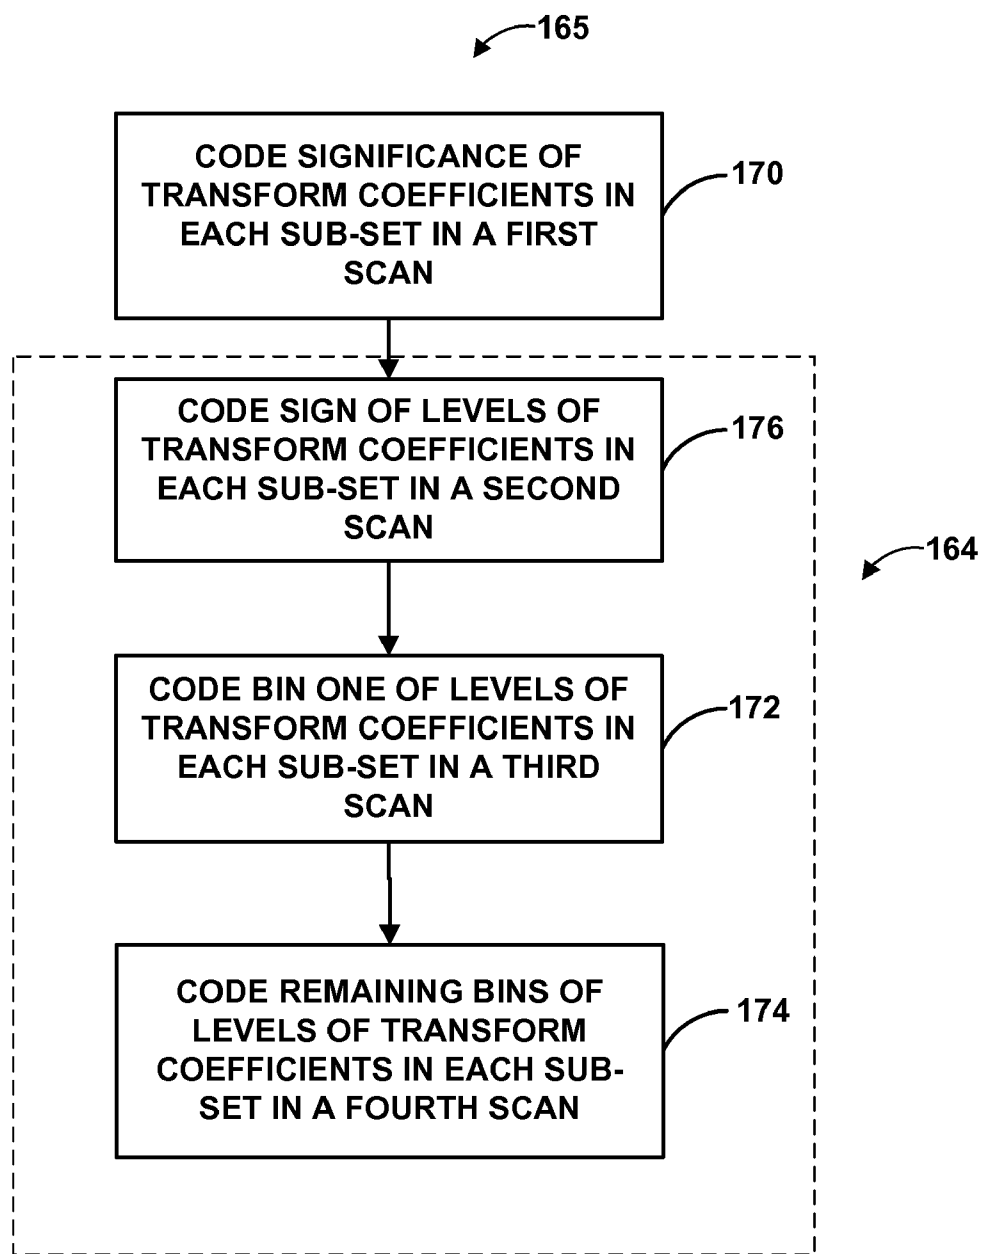 165
CODE SIGNIFICANCE OF
TRANSFORM COEFFICIENTS IN
EACH SUB-SET IN A FIRST
SCAN
170
CODE SIGN OF LEVELS OF
TRANSFORM COEFFICIENTS IN
EACH SUB-SET IN A SECOND
SCAN
176
164
CODE BIN ONE OF LEVELS OF
TRANSFORM COEFFICIENTS IN
EACH SUB-SET IN A THIRD
SCAN
172
CODE REMAINING BINS OF
LEVELS OF TRANSFORM
COEFFICIENTS IN EACH SUB-
SET IN A FOURTH SCAN
174